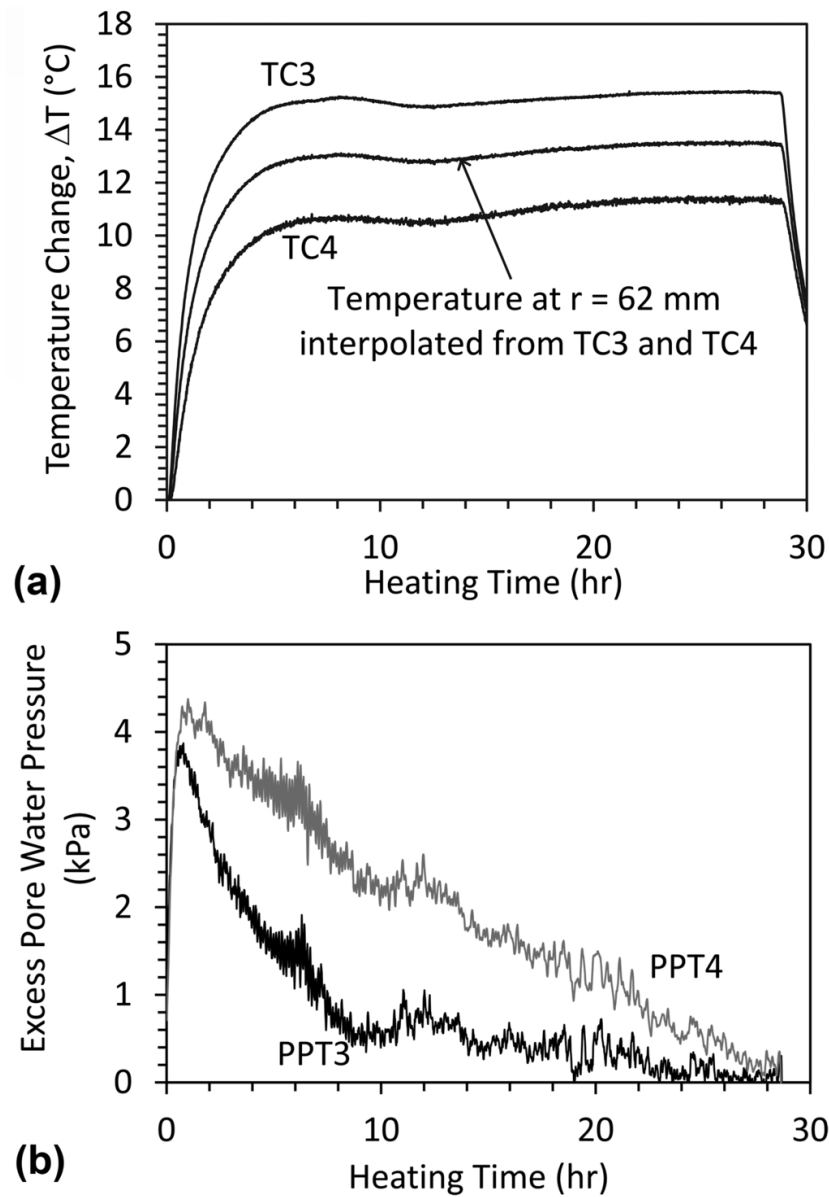 18
16
14
12
10
8
6
4
2
0
Temperature Change, ΔT (°C)
TC3
TC4
Temperature at r = 62 mm
interpolated from TC3 and TC4
0
10
20
30
(a)
Heating Time (hr)
5
4
3
2
1
0
Excess Pore Water Pressure
(kPa)
PPT4
PPT3
0
10
20
30
(b)
Heating Time (hr)